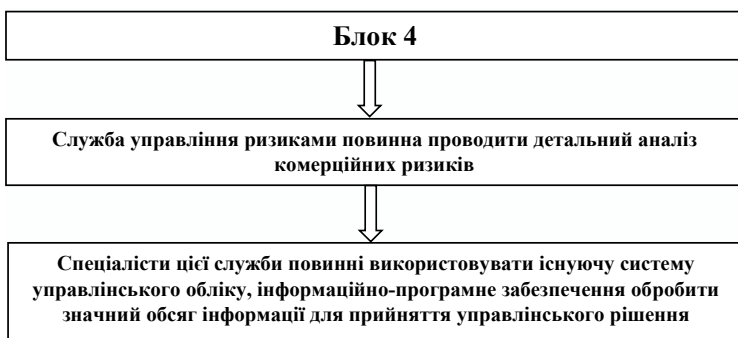 Блок 4
Служба управління ризиками повинна проводити детальний аналіз
комерційних ризиків
Спеціалісти цієї служби повинні використовувати існуючу систему
управлінського обліку, інформаційно-програмне забезпечення обробити
значний обсяг інформації для прийняття управлінського рішення